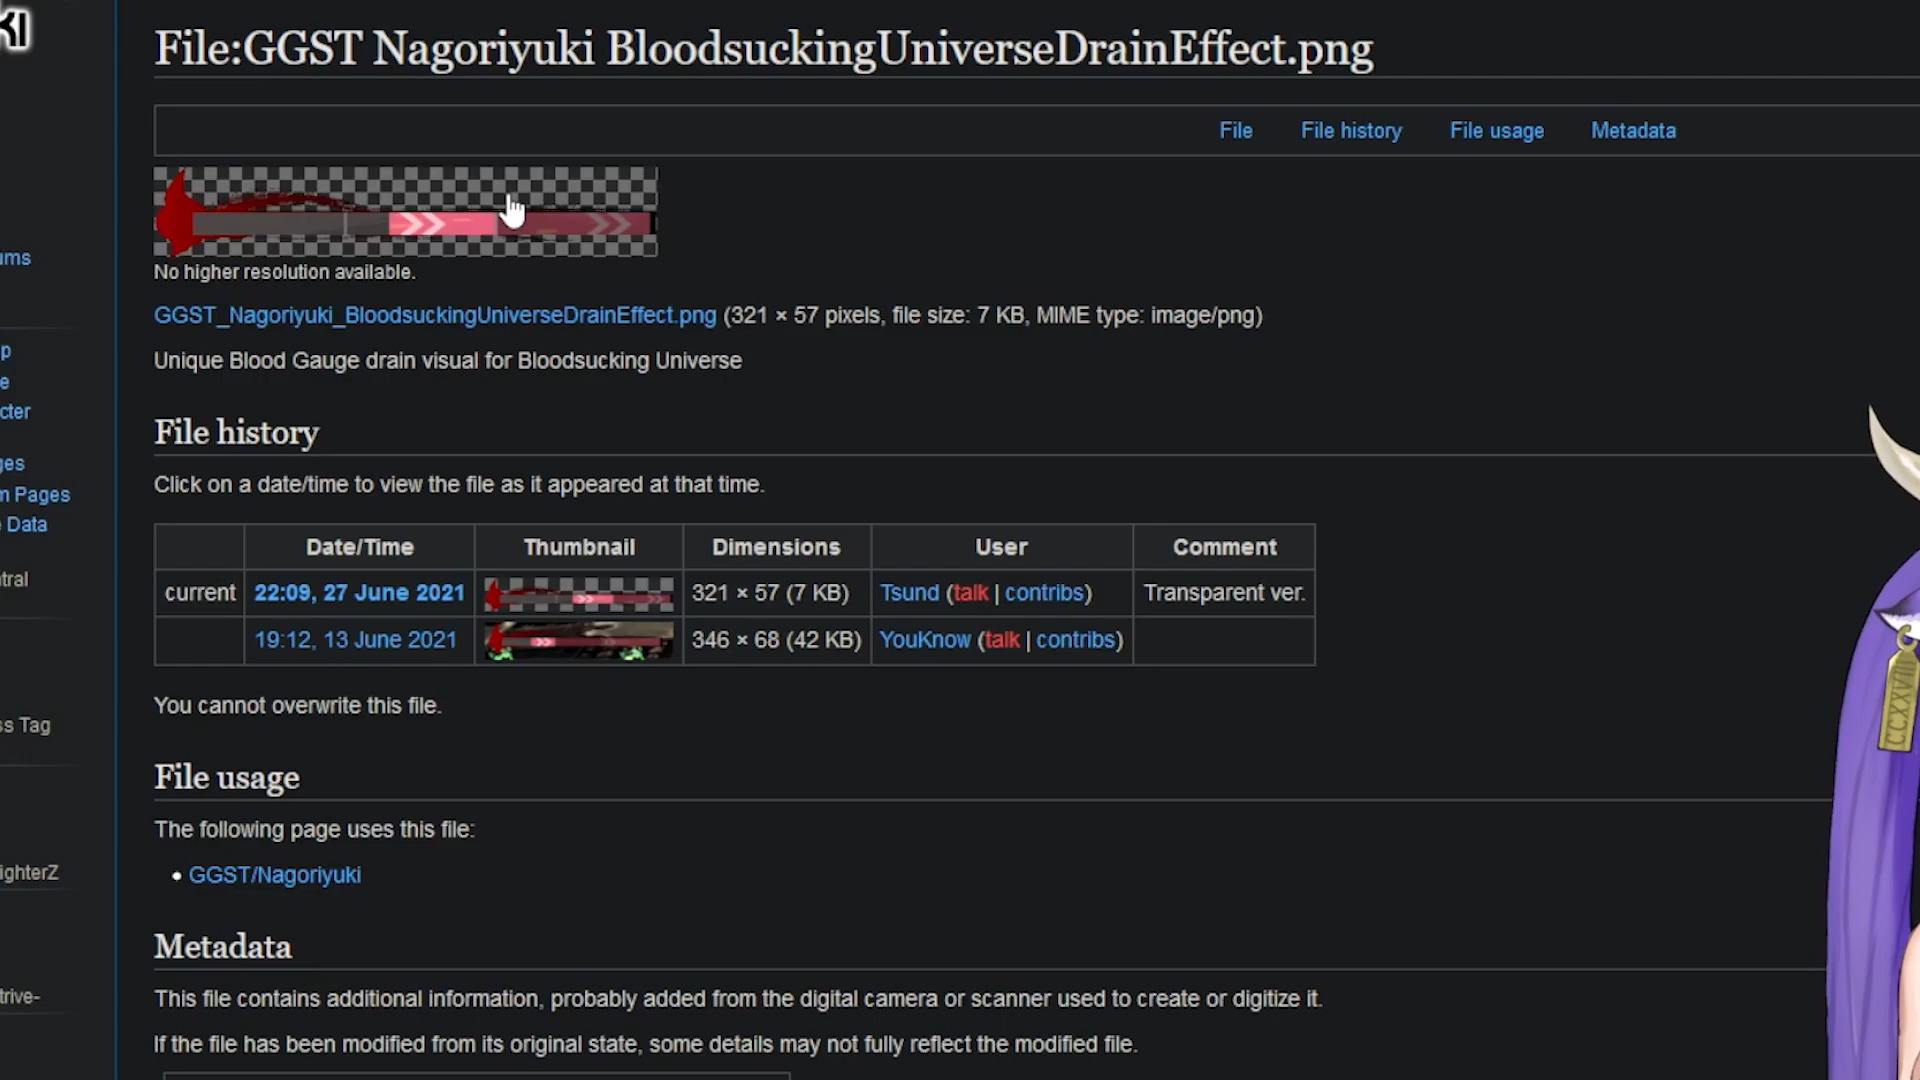 KI
File:GGST Nagoriyuki BloodsuckingUniverseDrainEffect.png
File File history File usage Metadata
No higher resolution available.
ums
GGST_Nagoriyuki_BloodsuckingUniverseDrainEffect.png (321 × 57 pixels, file size: 7 KB, MIME type: image/png)
p
Unique Blood Gauge drain visual for Bloodsucking Universe
e
cter
File history
ges
Click on a date/time to view the file as it appeared at that time.
m Pages
Data
Date/Time Thumbnail Dimensions User Comment
tral
current 22:09, 27 June 2021 321 × 57 (7 KB) Tsund (talk | contribs) Transparent ver.
19:12, 13 June 2021 346 × 68 (42 KB) YouKnow (talk | contribs)
You cannot overwrite this file.
ss Tag
CCXXVIII
File usage
The following page uses this file:
• GGST/Nagoriyuki
ighterZ
Metadata
trive-
This file contains additional information, probably added from the digital camera or scanner used to create or digitize it.
If the file has been modified from its original state, some details may not fully reflect the modified file.